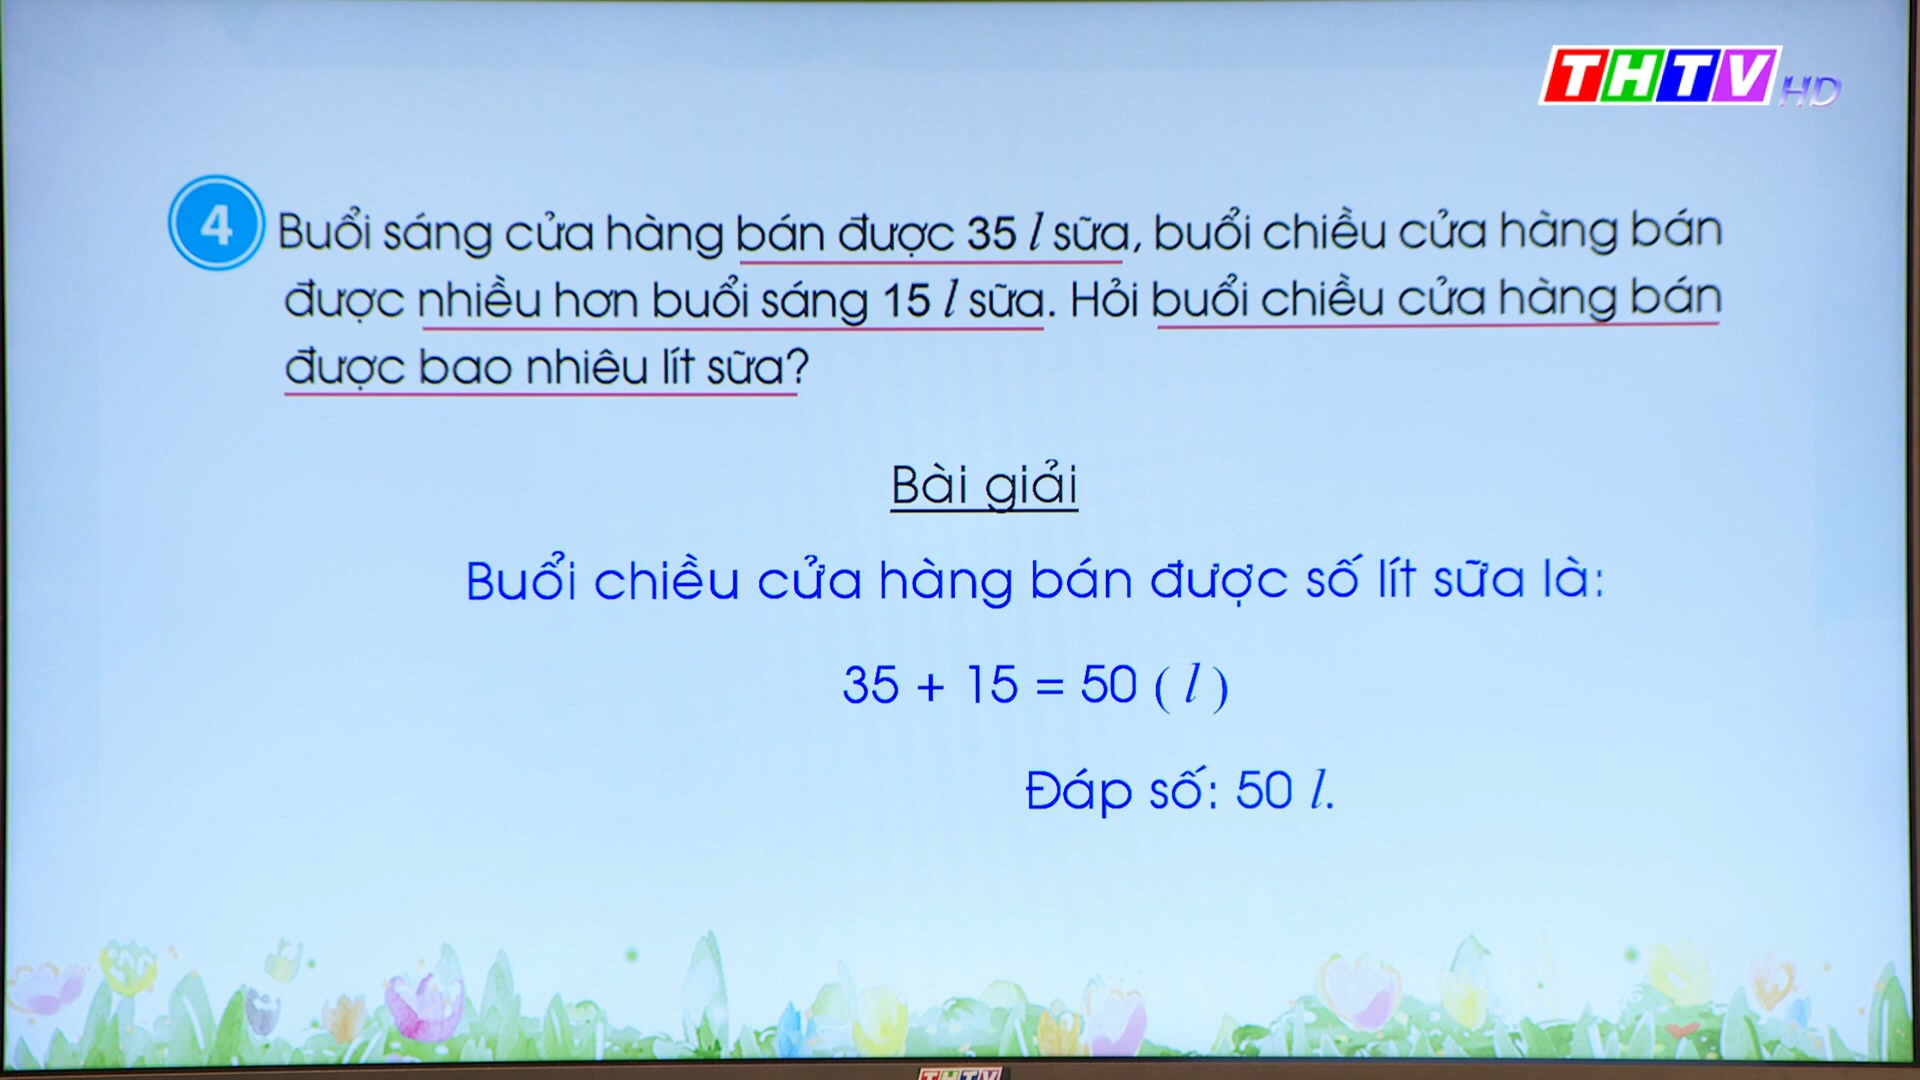 THTV HD
4 Buổi sáng cửa hàng bán được 35 l sữa, buổi chiều cửa hàng bán
được nhiều hơn buổi sáng 15 l sữa. Hỏi buổi chiều cửa hàng bán
được bao nhiêu lít sữa?
Bài giải
Buổi chiều cửa hàng bán được số lít sữa là:
35 + 15 = 50 ( l )
Đáp số: 50 l.
THTV